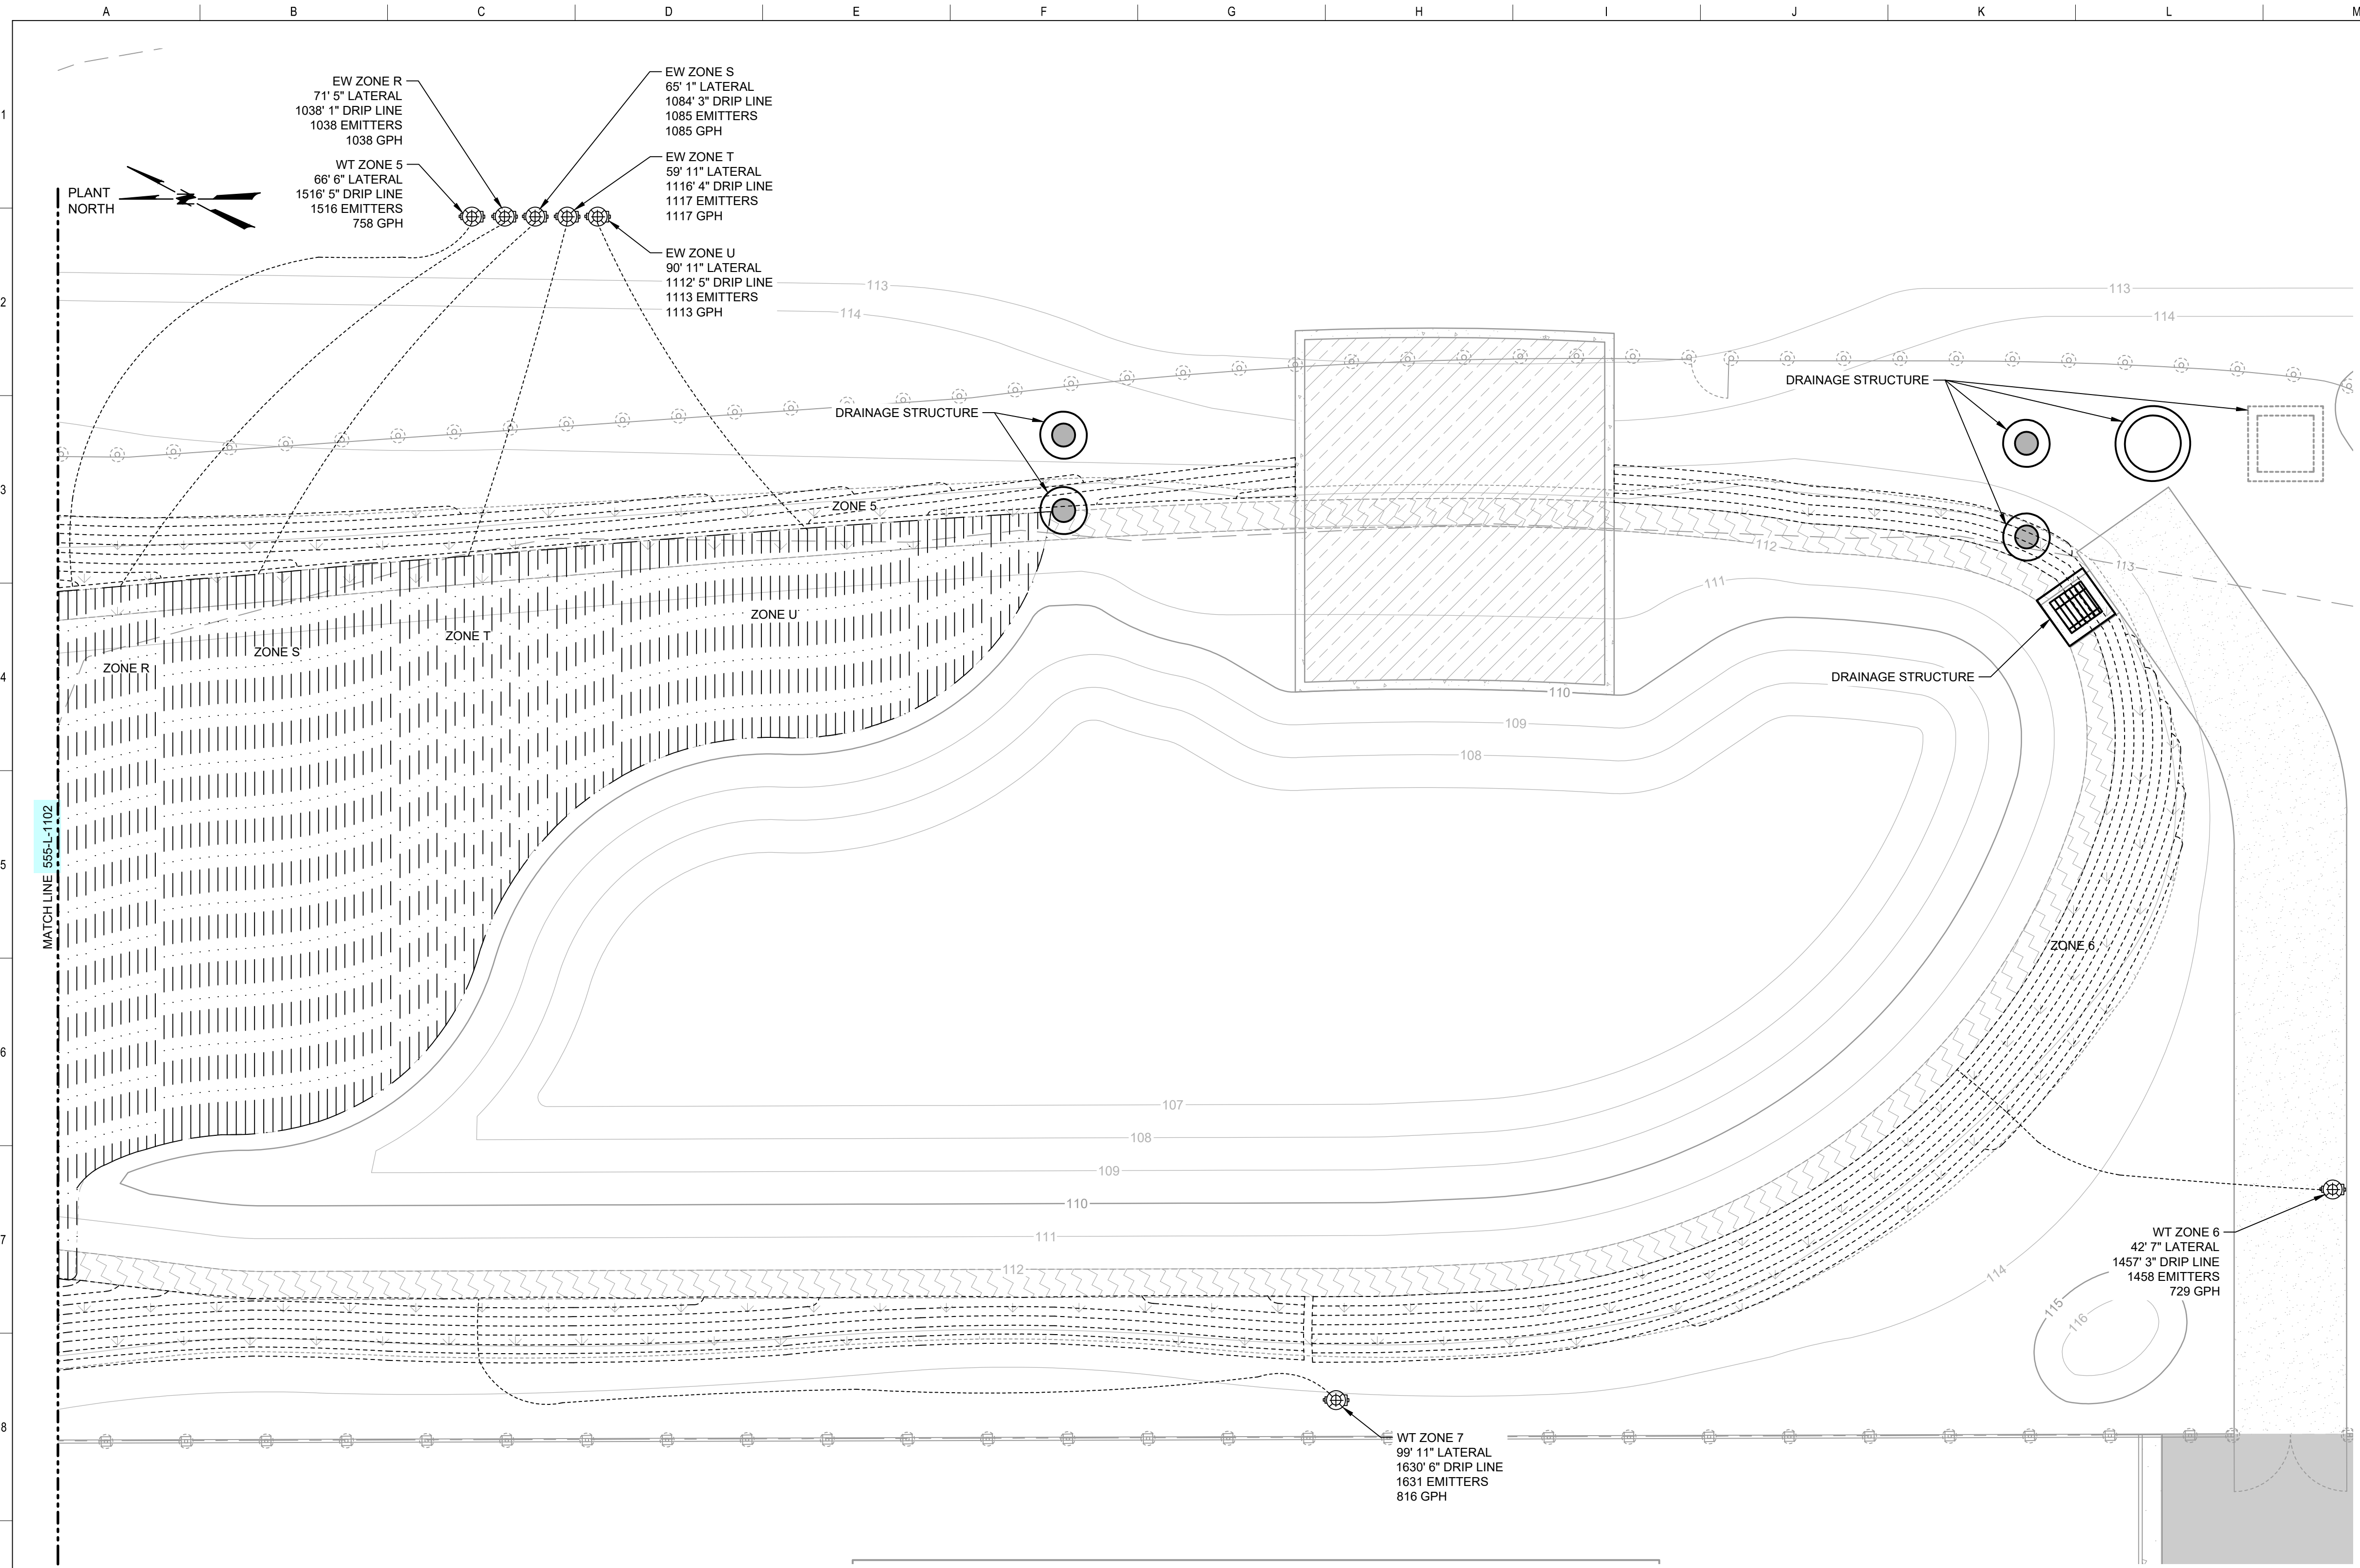 A B C D E F G H I J K L M
1
2
3
4
5
6
7
8
EW ZONE R
71' 5" LATERAL
1038' 1" DRIP LINE
1038 EMITTERS
1038 GPH
WT ZONE 5
66' 6" LATERAL
1516' 5" DRIP LINE
1516 EMITTERS
758 GPH
EW ZONE S
65' 1" LATERAL
1084' 3" DRIP LINE
1085 EMITTERS
1085 GPH
EW ZONE T
59' 11" LATERAL
1116' 4" DRIP LINE
1117 EMITTERS
1117 GPH
EW ZONE U
90' 11" LATERAL
1112' 5" DRIP LINE
1113 EMITTERS
1113 GPH
PLANT
NORTH
113
114
113
114
DRAINAGE STRUCTURE
DRAINAGE STRUCTURE
ZONE 5
112
113
111
ZONE U
ZONE T
ZONE S
ZONE R
DRAINAGE STRUCTURE
110
109
108
MATCH LINE 555-L-1102
ZONE 6
107
108
109
110
111
112
WT ZONE 6
42' 7" LATERAL
1457' 3" DRIP LINE
1458 EMITTERS
729 GPH
114
115
116
WT ZONE 7
99' 11" LATERAL
1630' 6" DRIP LINE
1631 EMITTERS
816 GPH